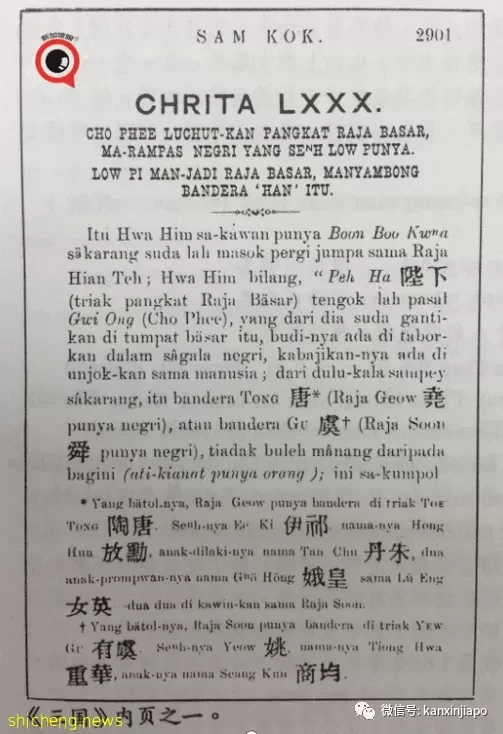 新加坡眼®
SAM KOK. 2901
CHRITA LXXX.
CHO PHEE LUCHUT-KAN PANGKAT RAJA BASAR,
MA-RAMPAS NEGRI YANG SEᴺH LOW PUNYA.
LOW PI MAN-JADI RAJA BASAR, MANYAMBONG
BANDERA 'HAN' ITU.
Itu Hwa Him sa-kawan punya Boon Boo Kwⁿa
säkarang suda lah masok pergi jumpa sama Raja
Hian Teh; Hwa Him bilang, "Peh Ha 陛下
(triak pangkat Raja Bäsar) tengok lah pasal
Gwi Ong (Cho Phee), yang dari dia suda ganti-
kan di tumpat bäsar itu, budi-nya ada di tabor-
kan dalam sâgala negri, kabajikan-nya ada di
unjok-kan sama manusia; dari dulu-kala sampey
säkarang, itu bandera TONG 唐* (Raja Geow 堯
punya negri), atau bandera GU 虞† (Raja Soon
舜 punya negri), tiadak buleh mânang daripada
bagini (ati-kianat punya orang); ini sa-kumpol
* Yang bätol-nya, Raja Geow punya bandera di triak TOE
TONG 陶唐. Seⁿh-nya Ee Ki 伊祁. nama-nya Hong
Hun 放勳, anak-dilaki-nya nama Tan Chu 丹朱, dua
anak-prompwan-nya nama Gnö Höng 娥皇 sama Lü Eng
女英 dua dua di kawin-kan sama Raja Soon.
† Yang bätol-nya, Raja Soon punya bandera di triak YEW
GU 有虞. Seⁿh-nya Yeow 姚, nama-nya Tiong Hwa
重華, anak-nya nama Seang Kun 商均.
《三国》内页之一。
shicheng.news
微信号: kanxinjiapo